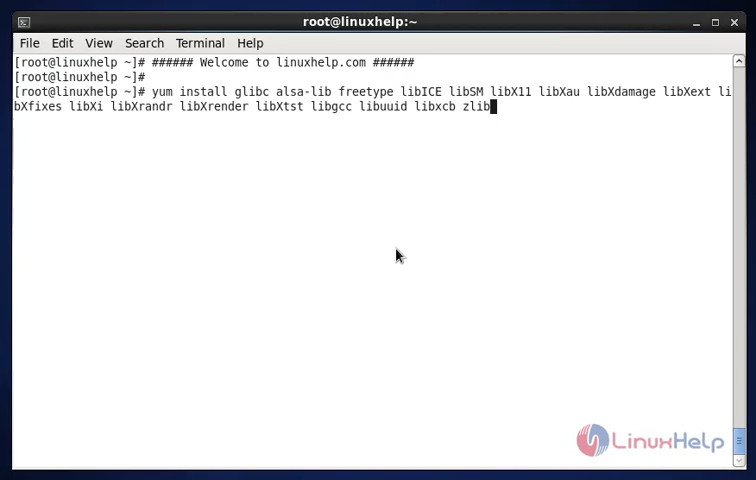 root@linuxhelp:~
File Edit View Search Terminal Help
[root@linuxhelp ~]# ###### Welcome to linuxhelp.com ######
[root@linuxhelp ~]#
[root@linuxhelp ~]# yum install glibc alsa-lib freetype libICE libSM libX11 libXau libXdamage libXext li
bXfixes libXi libXrandr libXrender libXtst libgcc libuuid libxcb zlib
LinuxHelp